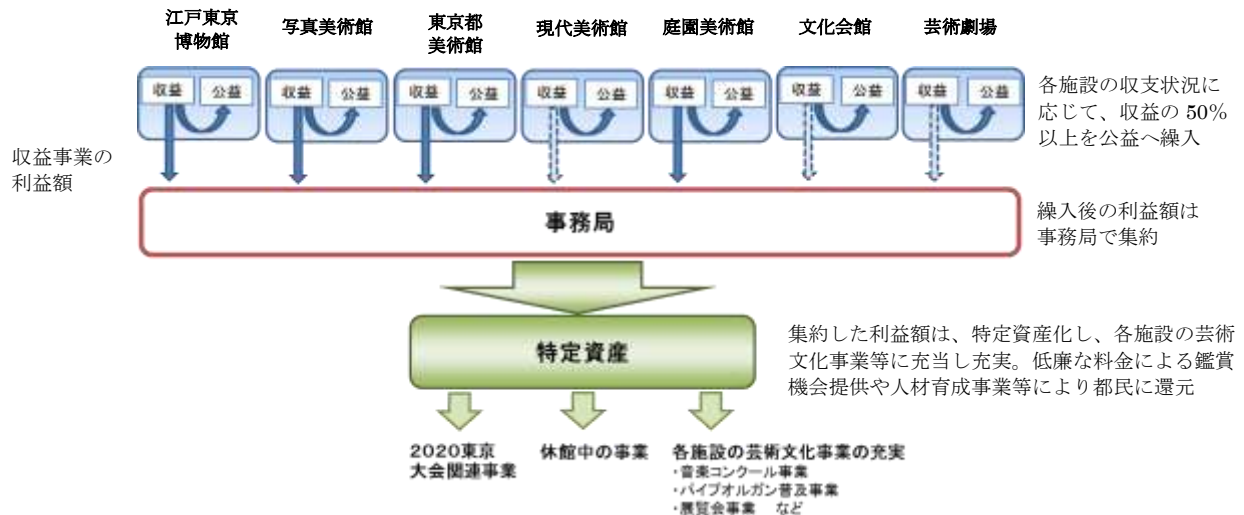 江戸東京
博物館
写真美術館
東京都
美術館
現代美術館
庭園美術館
文化会館
芸術劇場
収益 公益
収益 公益
収益 公益
収益 公益
収益 公益
収益 公益
収益 公益
各施設の収支状況に
応じて、収益の 50%
以上を公益へ繰入
収益事業の
利益額
事務局
繰入後の利益額は
事務局で集約
特定資産
集約した利益額は、特定資産化し、各施設の芸術
文化事業等に充当し充実。低廉な料金による鑑賞
機会提供や人材育成事業等により都民に還元
2020東京
大会関連事業
休館中の事業
各施設の芸術文化事業の充実
・音楽コンクール事業
・パイプオルガン普及事業
・展覧会事業 など